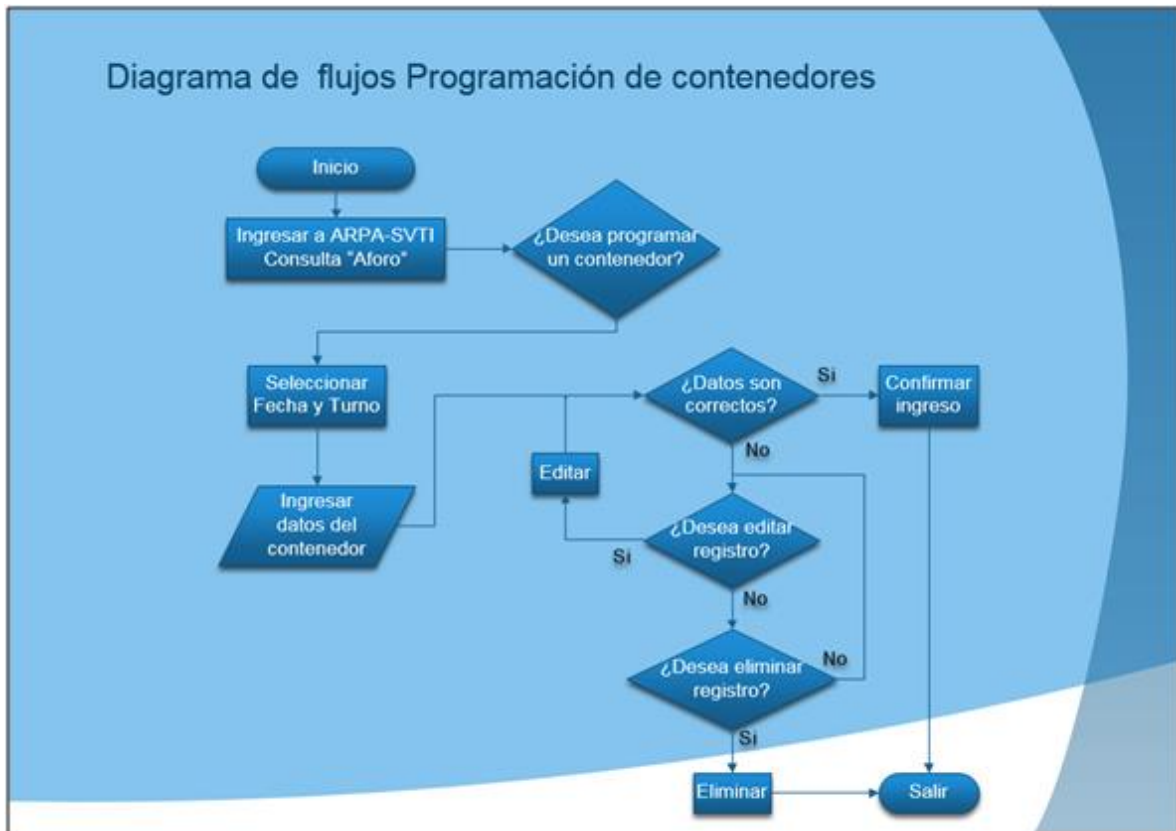 Diagrama de flujos Programación de contenedores
Inicio
Ingresar a ARPA-SVTI
Consulta "Aforo"
¿Desea programar
un contenedor?
Seleccionar
Fecha y Turno
¿Datos son
correctos?
Si
Confirmar
ingreso
No
Editar
Ingresar
datos del
contenedor
¿Desea editar
registro?
Si
No
¿Desea eliminar
registro?
No
Si
Eliminar
Salir